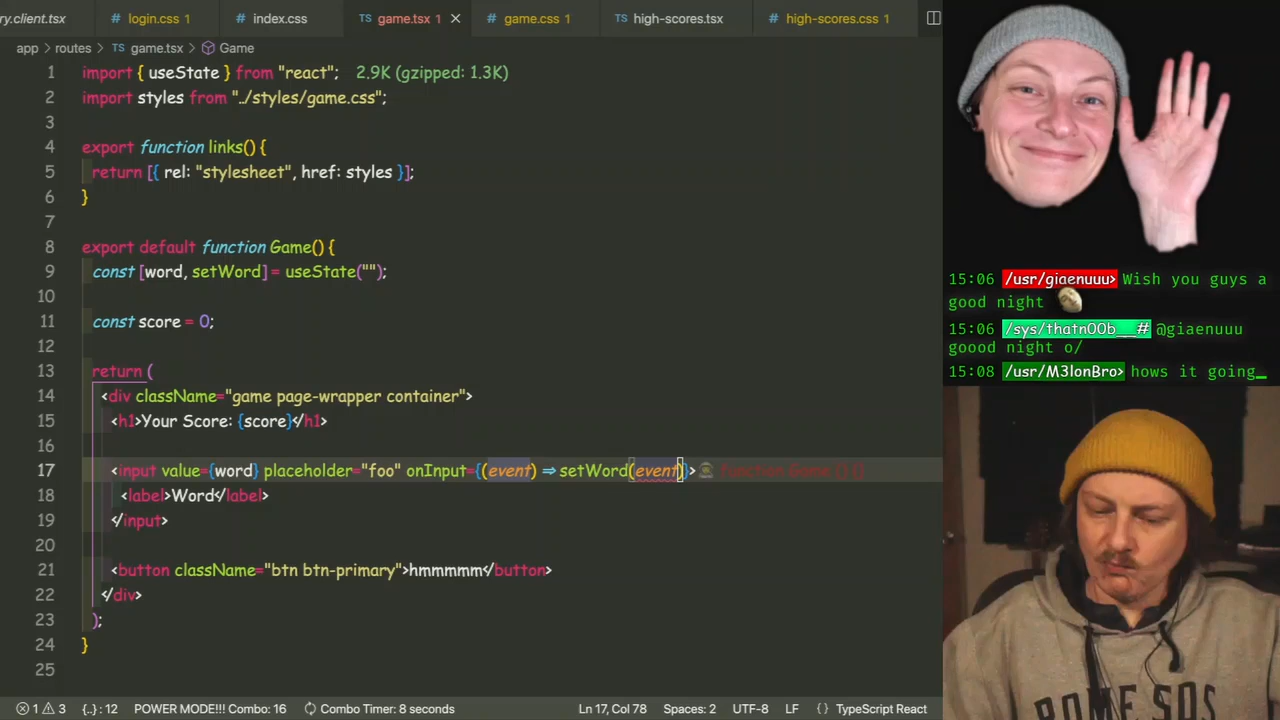 ry.client.tsx
login.css 1
index.css
TS game.tsx 1
# game.css 1
TS high-scores.tsx
# high-scores.css 1
app > routes > TS game.tsx > Game
1 import { useState } from "react"; 2.9K (gzipped: 1.3K)
2 import styles from "../styles/game.css";
3
4 export function links() {
5 return [{ rel: "stylesheet", href: styles }];
6 }
7
8 export default function Game() {
9 const [word, setWord] = useState("");
10
11 const score = 0;
12
13 return (
14 <div className="game page-wrapper container">
15 <h1>Your Score: {score}</h1>
16
17 <input value={word} placeholder="foo" onInput={(event) => setWord(event)}> function Game () {}
18 <label>Word</label>
19 </input>
20
21 <button className="btn btn-primary">hmmmmm</button>
22 </div>
23 );
24 }
25
1 3 {..} : 12 POWER MODE!!! Combo: 16 Combo Timer: 8 seconds Ln 17, Col 78 Spaces: 2 UTF-8 LF {} TypeScript React
15:06 /usr/giaenuuu> Wish you guys a
good night
15:06 /sys/thatn00b__# @giaenuuu
goood night o/
15:08 /usr/M3lonBro> hows it going_